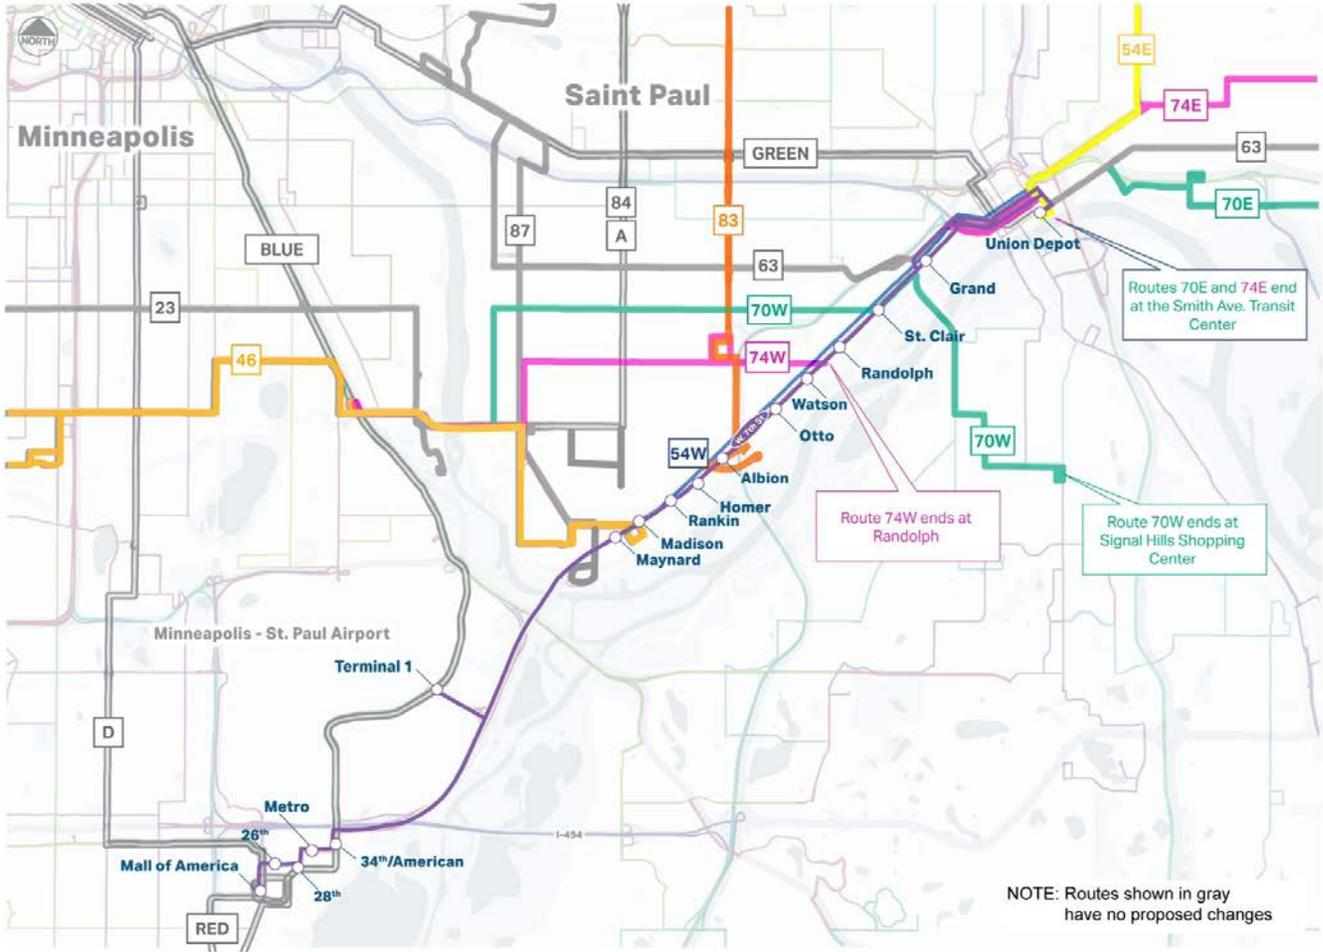 NORTH
54E
Saint Paul
74E
Minneapolis
GREEN
63
84
70E
87
83
A
BLUE
Union Depot
63
Grand
Routes 70E and 74E end
at the Smith Ave. Transit
Center
23
70W
St. Clair
46
74W
Randolph
Watson
W. 7th St.
Otto
70W
54W
Albion
Homer
Rankin
Route 74W ends at
Randolph
Route 70W ends at
Signal Hills Shopping
Center
Madison
Maynard
Minneapolis - St. Paul Airport
Terminal 1
D
Metro
26th
I-494
Mall of America
34th/American
28th
RED
NOTE: Routes shown in gray
have no proposed changes